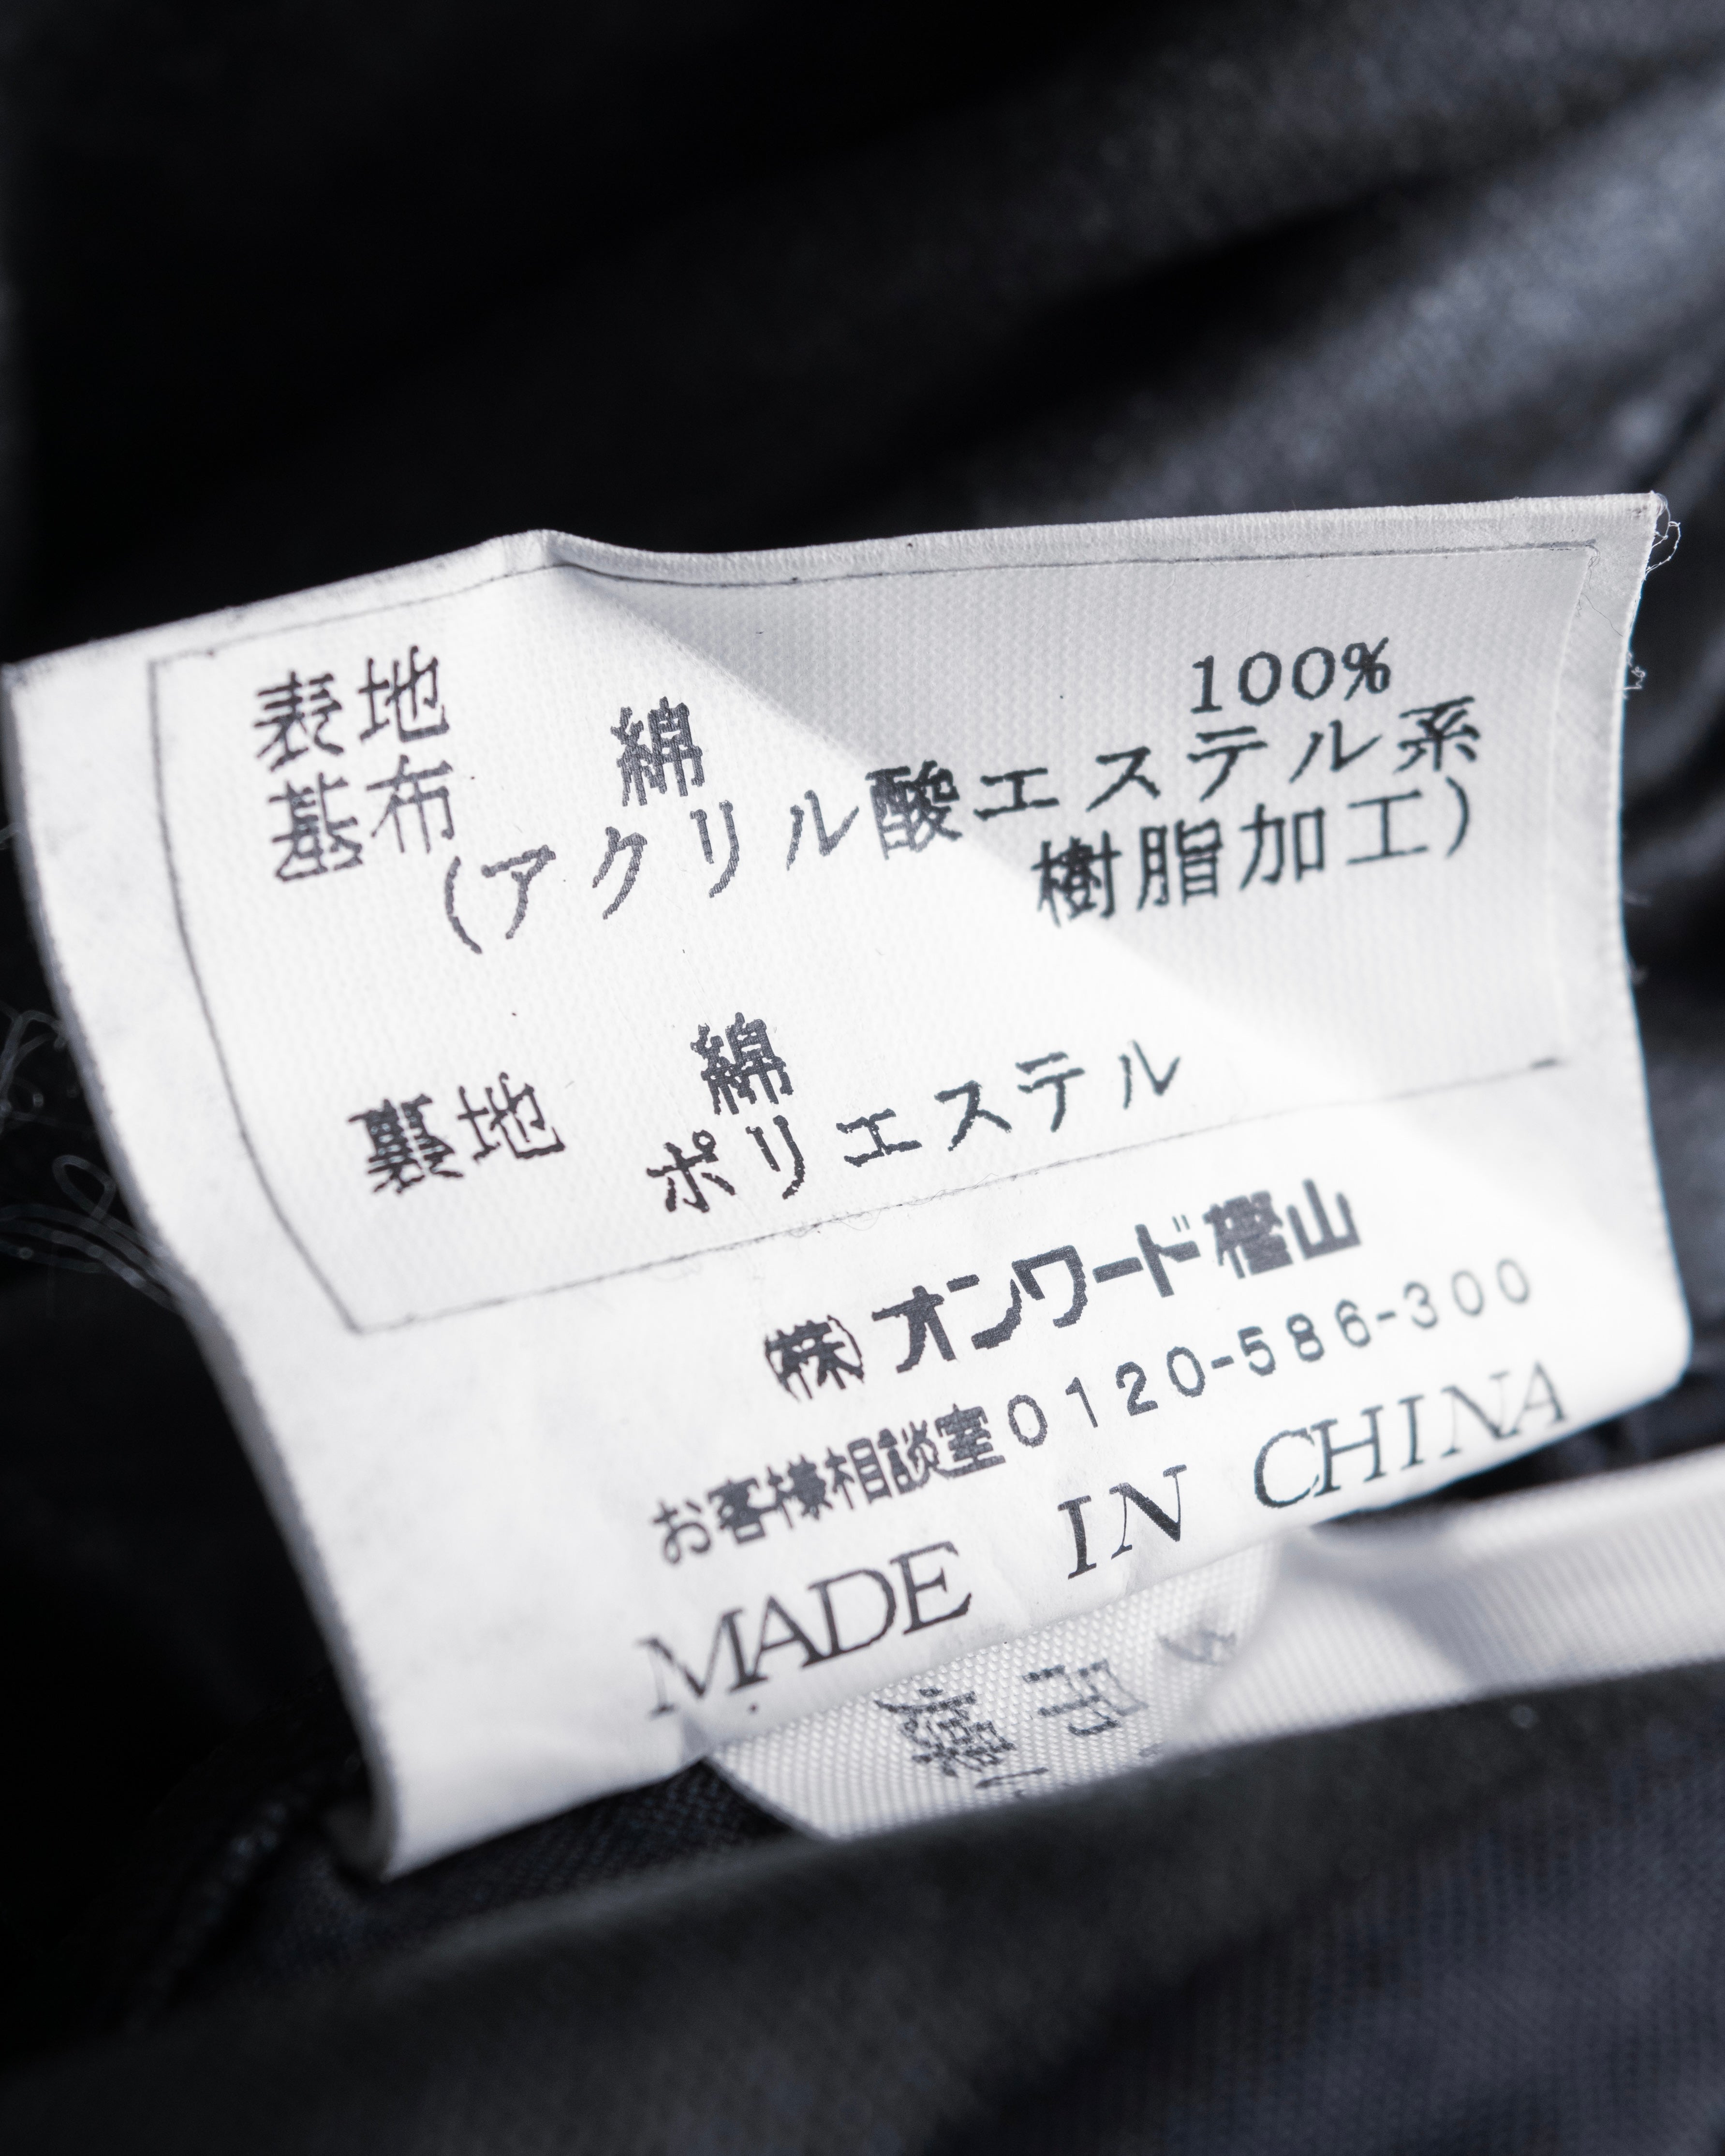 表地
基布 綿 100%
(アクリル酸エステル系
樹脂加工)
裏地 綿
ポリエステル
㈱オンワード樫山
お客様相談室0120-586-300
MADE IN CHINA